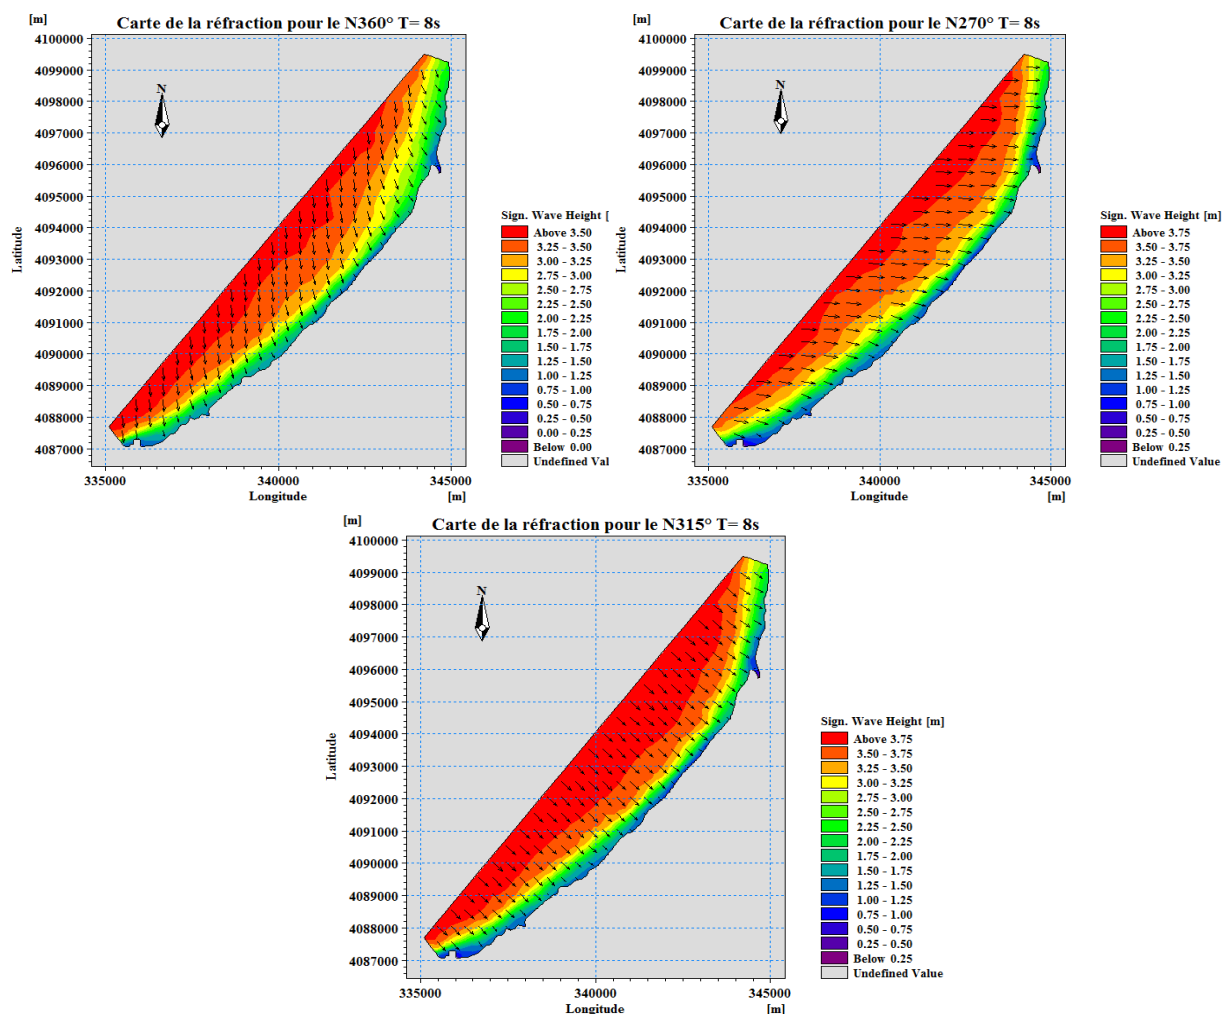 [m]
Carte de la réfraction pour le N360° T= 8s
4100000
4099000
4098000
4097000
4096000
4095000
4094000
4093000
4092000
4091000
4090000
4089000
4088000
4087000
Latitude
N
335000 340000 345000
Longitude [m]
Sign. Wave Height [
Above 3.50
3.25 - 3.50
3.00 - 3.25
2.75 - 3.00
2.50 - 2.75
2.25 - 2.50
2.00 - 2.25
1.75 - 2.00
1.50 - 1.75
1.25 - 1.50
1.00 - 1.25
0.75 - 1.00
0.50 - 0.75
0.25 - 0.50
0.00 - 0.25
Below 0.00
Undefined Val
[m]
Carte de la réfraction pour le N270° T= 8s
4100000
4099000
4098000
4097000
4096000
4095000
4094000
4093000
4092000
4091000
4090000
4089000
4088000
4087000
Latitude
N
335000 340000 345000
Longitude [m]
Sign. Wave Height [m]
Above 3.75
3.50 - 3.75
3.25 - 3.50
3.00 - 3.25
2.75 - 3.00
2.50 - 2.75
2.25 - 2.50
2.00 - 2.25
1.75 - 2.00
1.50 - 1.75
1.25 - 1.50
1.00 - 1.25
0.75 - 1.00
0.50 - 0.75
0.25 - 0.50
Below 0.25
Undefined Value
[m]
Carte de la réfraction pour le N315° T= 8s
4100000
4099000
4098000
4097000
4096000
4095000
4094000
4093000
4092000
4091000
4090000
4089000
4088000
4087000
Latitude
N
335000 340000 345000
Longitude [m]
Sign. Wave Height [m]
Above 3.75
3.50 - 3.75
3.25 - 3.50
3.00 - 3.25
2.75 - 3.00
2.50 - 2.75
2.25 - 2.50
2.00 - 2.25
1.75 - 2.00
1.50 - 1.75
1.25 - 1.50
1.00 - 1.25
0.75 - 1.00
0.50 - 0.75
0.25 - 0.50
Below 0.25
Undefined Value